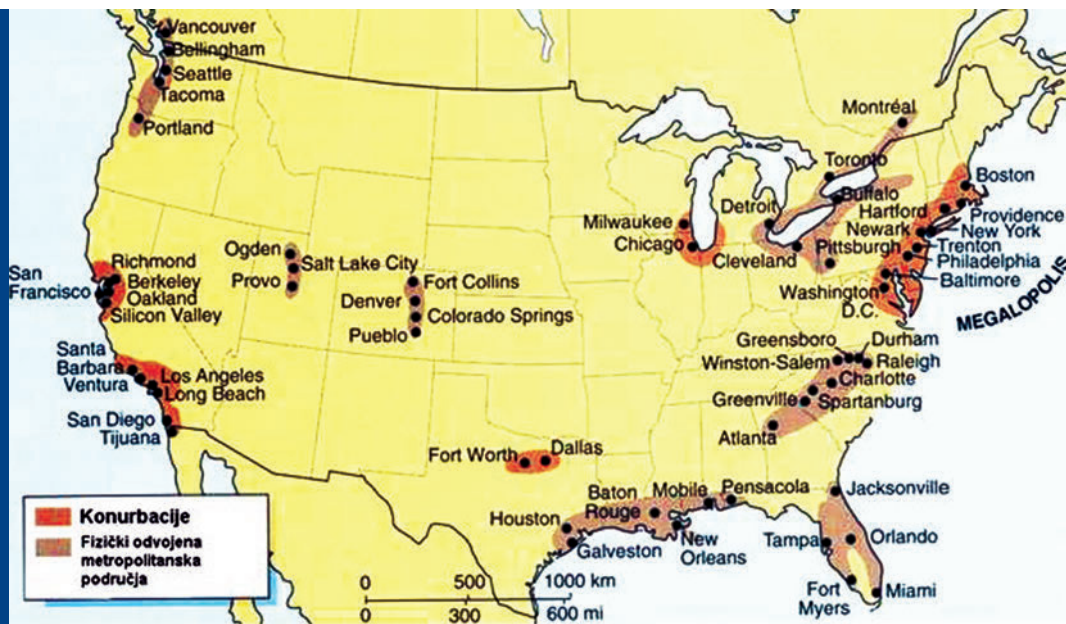 Vancouver
Bellingham
Seattle
Tacoma
Portland
Montréal
Toronto
Buffalo
Boston
Detroit
Hartford
Providence
Milwaukee
Newark
New York
Chicago
Cleveland
Pittsburgh
Trenton
Philadelphia
Baltimore
Washington
D.C.
MEGALOPOLIS
Ogden
Salt Lake City
Provo
Fort Collins
Denver
Colorado Springs
Pueblo
Richmond
San
Francisco
Berkeley
Oakland
Silicon Valley
Santa
Barbara
Ventura
Los Angeles
Long Beach
San Diego
Tijuana
Greensboro
Durham
Winston-Salem
Raleigh
Charlotte
Greenville
Spartanburg
Atlanta
Fort Worth
Dallas
Baton
Rouge
Mobile
Pensacola
Jacksonville
Houston
Galveston
New
Orleans
Tampa
Orlando
Fort
Myers
Miami
Konurbacije
Fizički odvojena
metropolitanska
područja
0 500 1000 km
0 300 600 mi